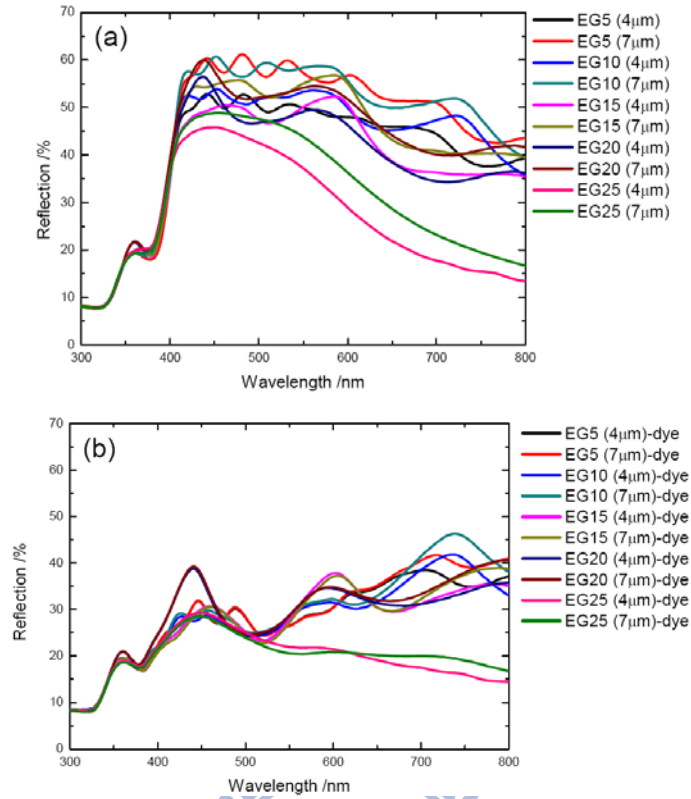 (a)
Reflection /%
70
60
50
40
30
20
10
0
300 400 500 600 700 800
Wavelength /nm
EG5 (4μm)
EG5 (7μm)
EG10 (4μm)
EG10 (7μm)
EG15 (4μm)
EG15 (7μm)
EG20 (4μm)
EG20 (7μm)
EG25 (4μm)
EG25 (7μm)
(b)
Reflection /%
70
60
50
40
30
20
10
0
300 400 500 600 700 800
Wavelength /nm
EG5 (4μm)-dye
EG5 (7μm)-dye
EG10 (4μm)-dye
EG10 (7μm)-dye
EG15 (4μm)-dye
EG15 (7μm)-dye
EG20 (4μm)-dye
EG20 (7μm)-dye
EG25 (4μm)-dye
EG25 (7μm)-dye